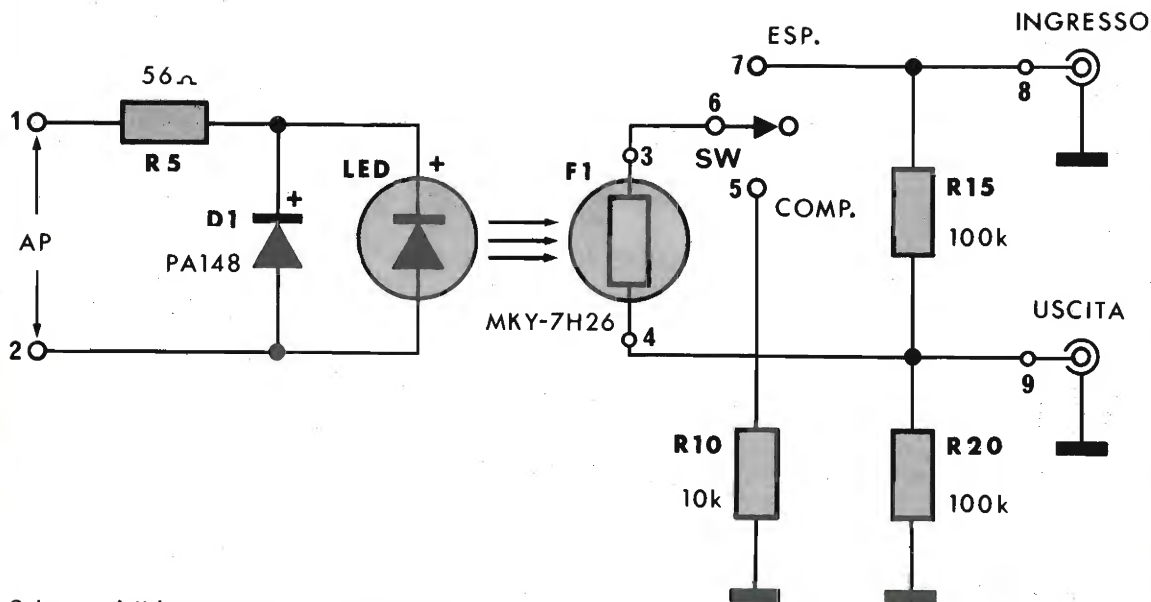 INGRESSO
ESP.
7
8
56Ω
1
6
3
SW
R5
LED
+
F1
5
COMP.
R15
100k
+
D1
PA148
AP
MKY-7H26
4
USCITA
2
9
R10
10k
R20
100k